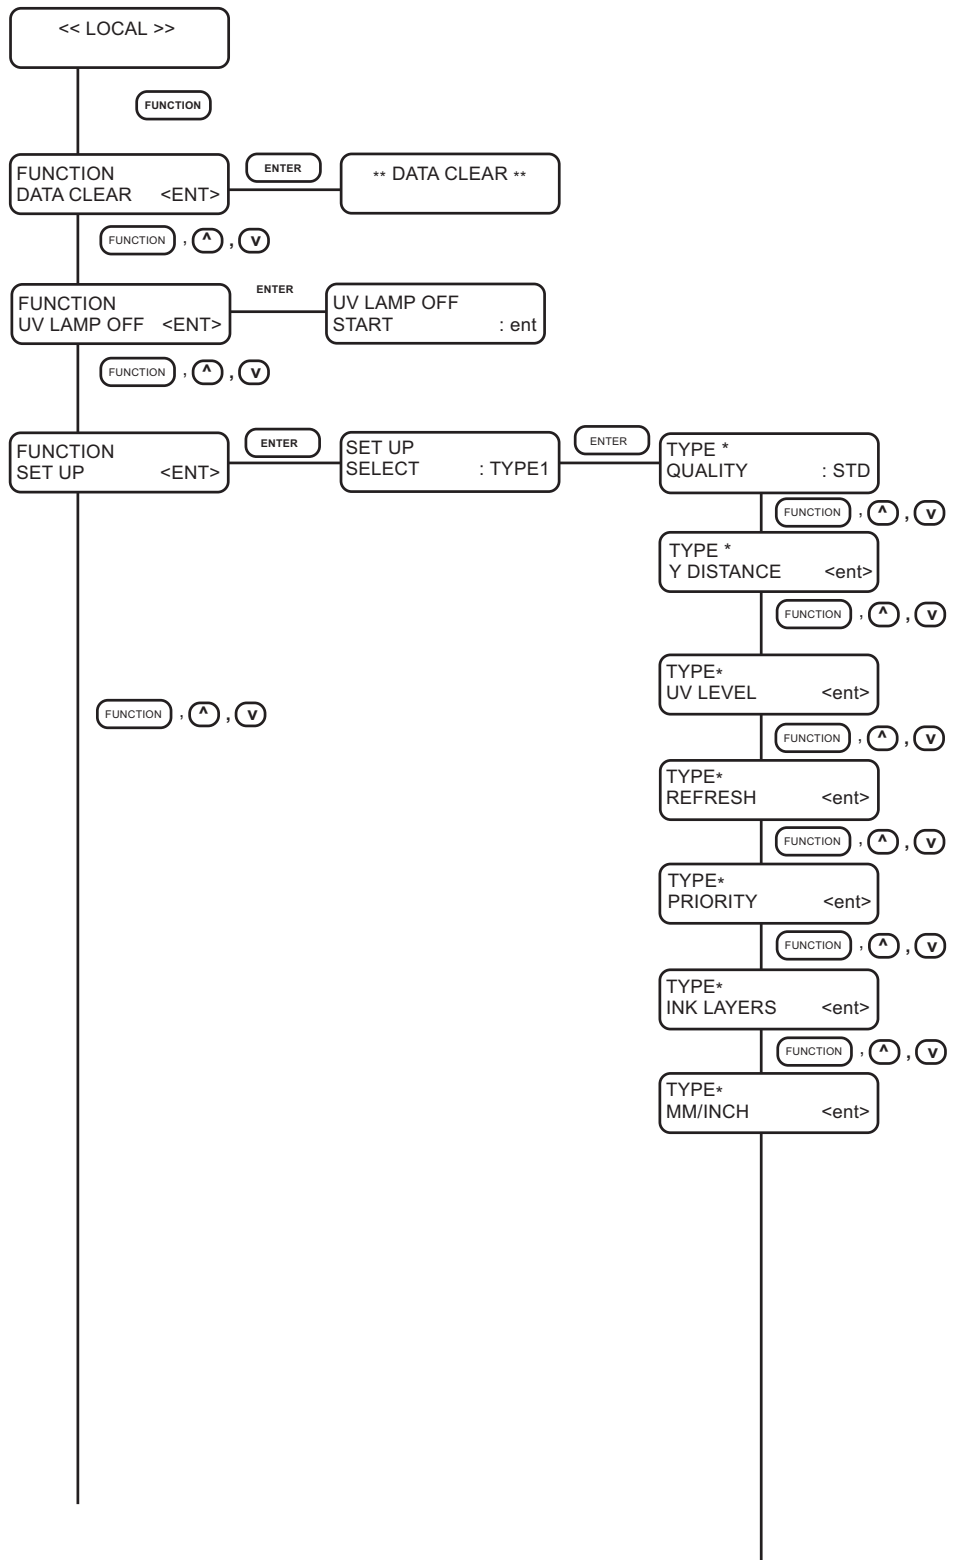 << LOCAL >>
FUNCTION
FUNCTION
DATA CLEAR <ENT>
ENTER
** DATA CLEAR **
FUNCTION , ^ , v
FUNCTION
UV LAMP OFF <ENT>
ENTER
UV LAMP OFF
START : ent
FUNCTION , ^ , v
FUNCTION
SET UP <ENT>
ENTER
SET UP
SELECT : TYPE1
ENTER
TYPE *
QUALITY : STD
FUNCTION , ^ , v
TYPE *
Y DISTANCE <ent>
FUNCTION , ^ , v
TYPE*
UV LEVEL <ent>
FUNCTION , ^ , v
FUNCTION , ^ , v
TYPE*
REFRESH <ent>
FUNCTION , ^ , v
TYPE*
PRIORITY <ent>
FUNCTION , ^ , v
TYPE*
INK LAYERS <ent>
FUNCTION , ^ , v
TYPE*
MM/INCH <ent>